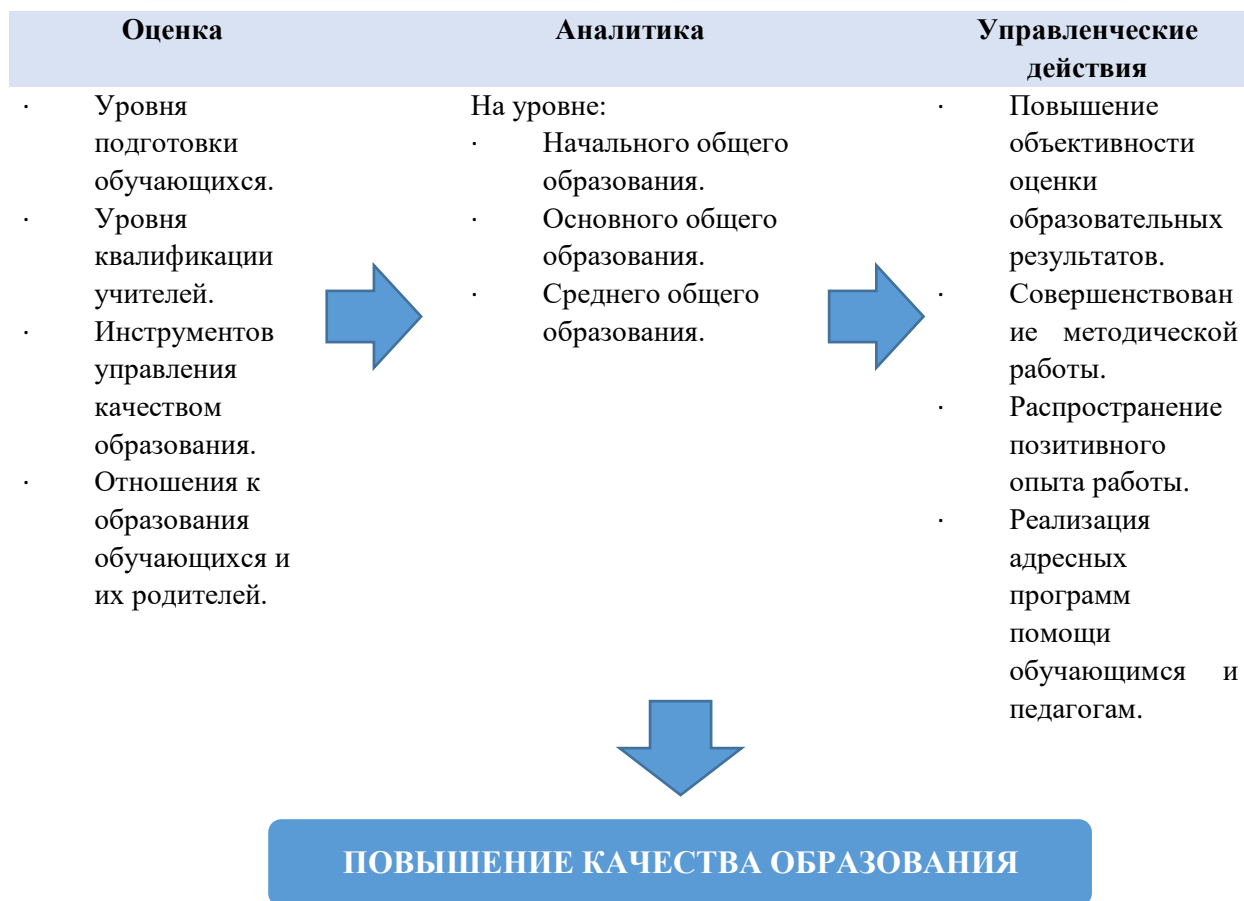 Оценка
Аналитика
Управленческие
действия
· Уровня
подготовки
обучающихся.
· Уровня
квалификации
учителей.
· Инструментов
управления
качеством
образования.
· Отношения к
образования
обучающихся и
их родителей.
На уровне:
· Начального общего
образования.
· Основного общего
образования.
· Среднего общего
образования.
· Повышение
объективности
оценки
образовательных
результатов.
· Совершенствован
ие методической
работы.
· Распространение
позитивного
опыта работы.
· Реализация
адресных
программ
помощи
обучающимся и
педагогам.
ПОВЫШЕНИЕ КАЧЕСТВА ОБРАЗОВАНИЯ